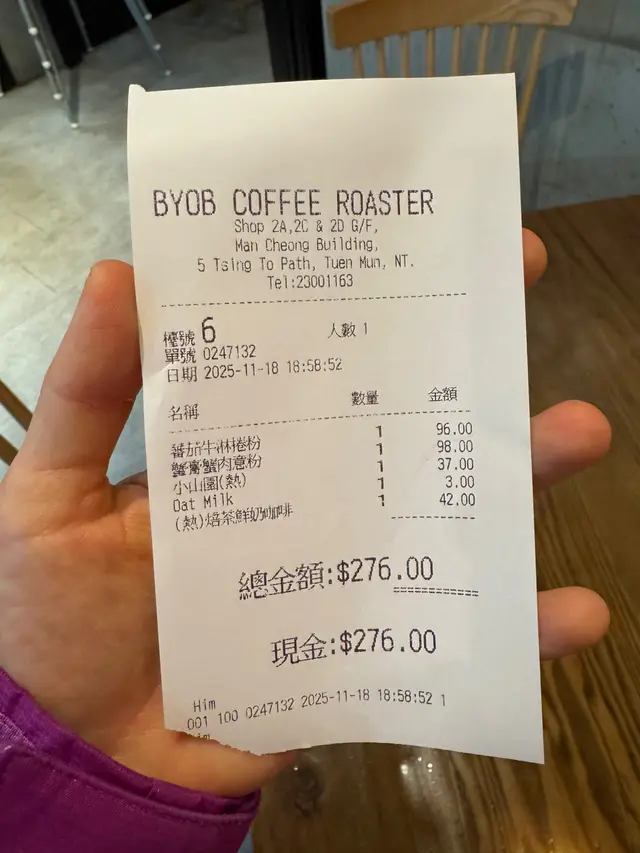 BYOB COFFEE ROASTER
Shop 2A,2C & 2D G/F,
Man Cheong Building,
5 Tsing To Path, Tuen Mun, NT.
Tel:23001163
檯號 6 人數 1
單號 0247132
日期 2025-11-18 18:58:52
名稱 數量 金額
蕃茄牛淋捲粉 1 96.00
蟹膏蟹肉意粉 1 98.00
小山園(熱) 1 37.00
Oat Milk 1 3.00
(熱)焙茶鮮奶咖啡 1 42.00
總金額:$276.00
現金:$276.00
Him
001 100 0247132 2025-11-18 18:58:52 1